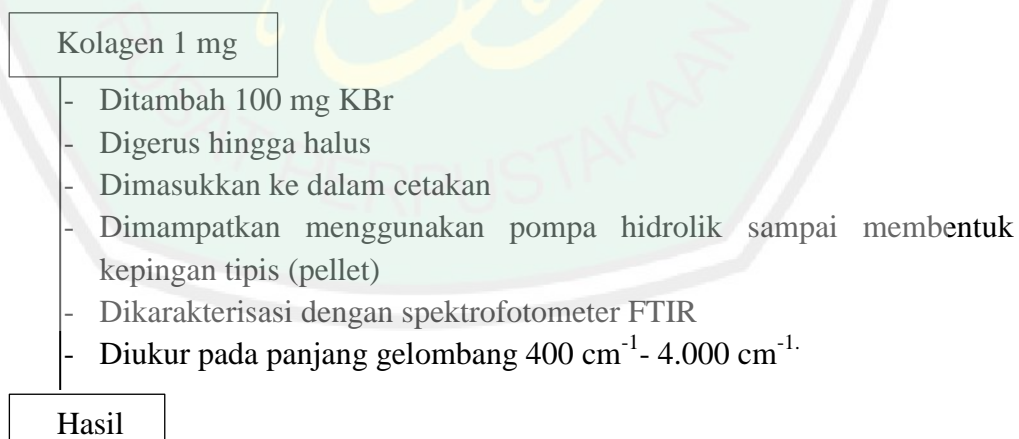 Kolagen 1 mg
- Ditambah 100 mg KBr
- Digerus hingga halus
- Dimasukkan ke dalam cetakan
- Dimampatkan menggunakan pompa hidrolik sampai membentuk
kepingan tipis (pellet)
- Dikarakterisasi dengan spektrofotometer FTIR
- Diukur pada panjang gelombang 400 cm⁻¹- 4.000 cm⁻¹.
Hasil
PUSAT PERPUSTAKAAN